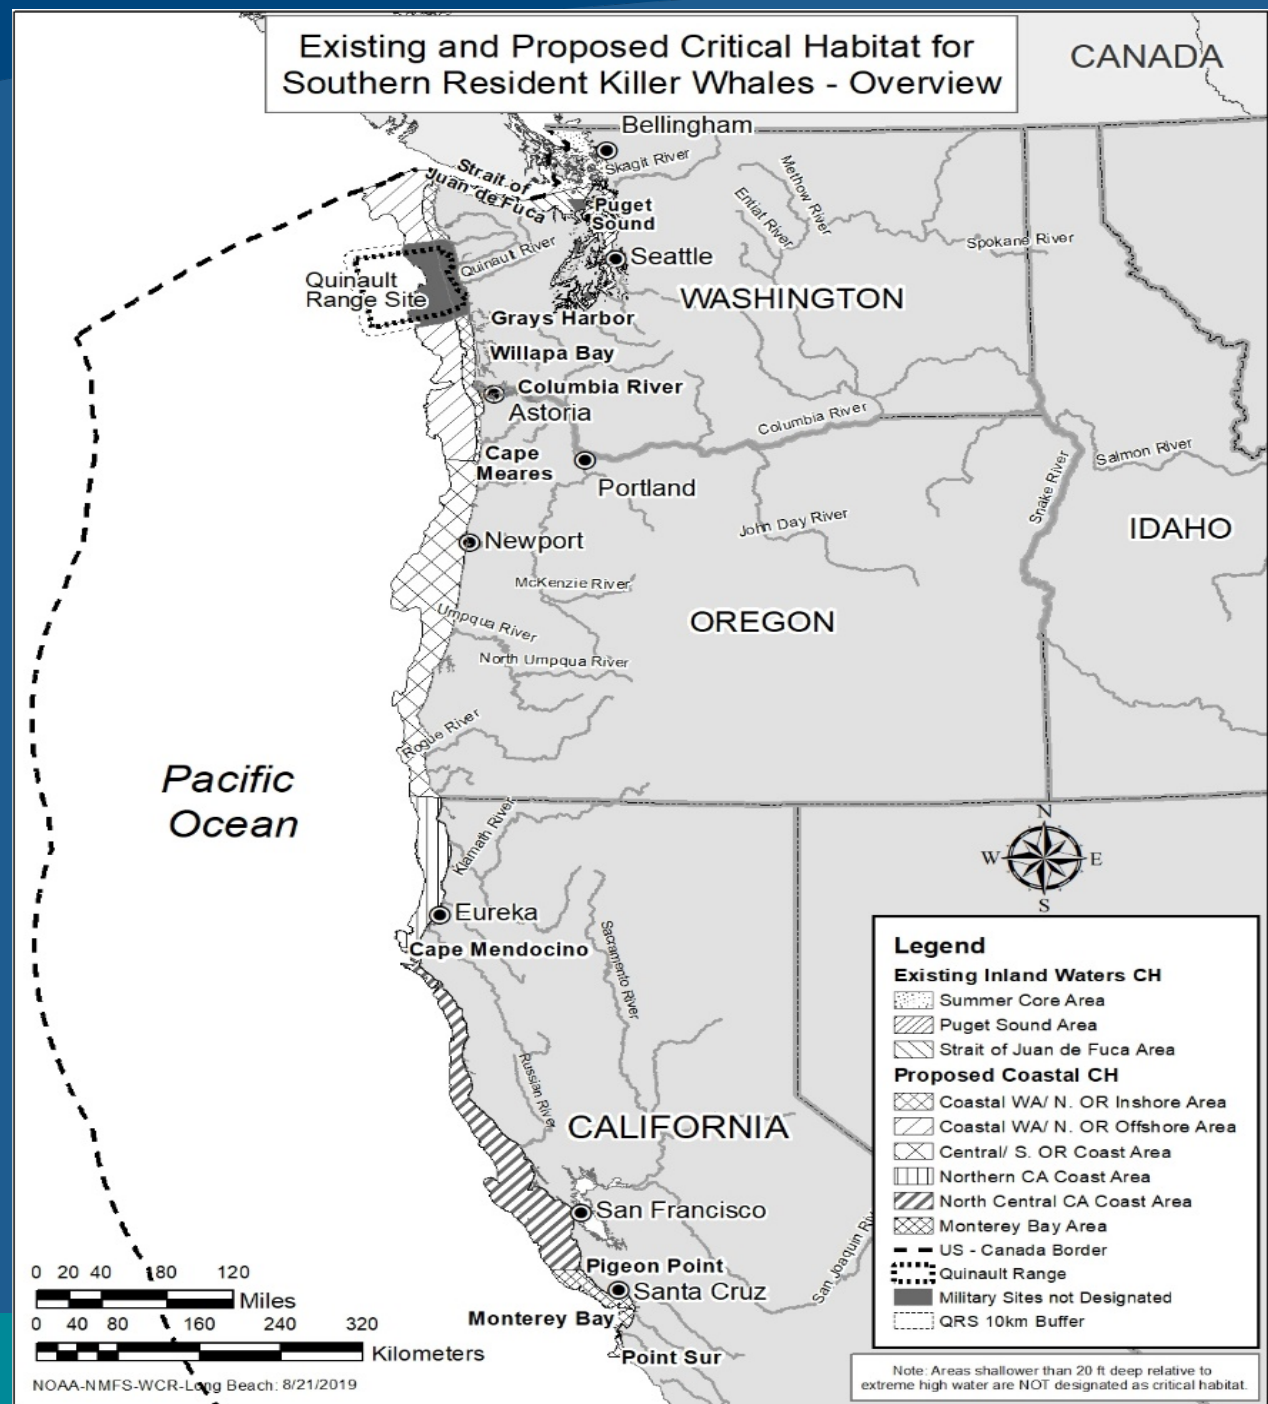 Existing and Proposed Critical Habitat for
Southern Resident Killer Whales - Overview
CANADA
Bellingham
Skagit River
Strait of
Juan de Fuca
Puget
Sound
Methow River
Entiat River
Spokane River
Seattle
Quinault River
Quinault
Range Site
WASHINGTON
Grays Harbor
Willapa Bay
Columbia River
Astoria
Columbia River
Cape
Meares
Portland
Salmon River
Snake River
Newport
John Day River
IDAHO
McKenzie River
Umpqua River
OREGON
North Umpqua River
Rogue River
Pacific
Ocean
Klamath River
N
W
E
S
Eureka
Cape Mendocino
Sacramento River
Russian River
CALIFORNIA
San Francisco
San Joaquin Riv
Pigeon Point
Santa Cruz
Monterey Bay
Point Sur
Legend
Existing Inland Waters CH
Summer Core Area
Puget Sound Area
Strait of Juan de Fuca Area
Proposed Coastal CH
Coastal WA/ N. OR Inshore Area
Coastal WA/ N. OR Offshore Area
Central/ S. OR Coast Area
Northern CA Coast Area
North Central CA Coast Area
Monterey Bay Area
US - Canada Border
Quinault Range
Military Sites not Designated
QRS 10km Buffer
0 20 40 80 120
Miles
0 40 80 160 240 320
Kilometers
NOAA-NMFS-WCR-Long Beach: 8/21/2019
Note: Areas shallower than 20 ft deep relative to
extreme high water are NOT designated as critical habitat.